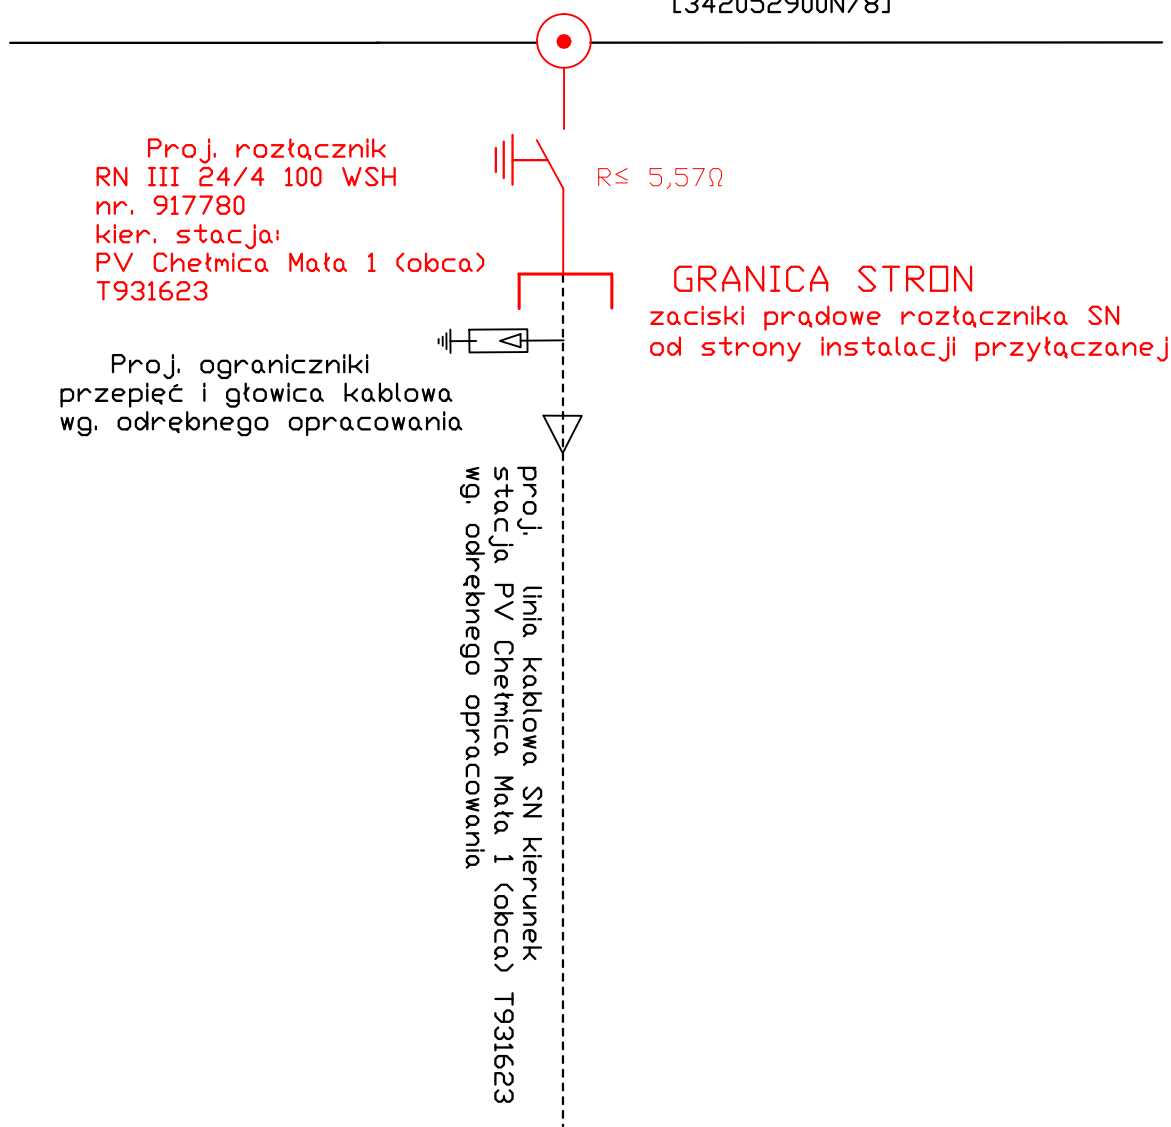 [342052900N/8]
Proj. rozłącznik
RN III 24/4 100 WSH
nr. 917780
kier. stacja:
PV Chełmica Mała 1 (obca)
T931623
R≤ 5,57Ω
GRANICA STRON
zaciski prądowe rozłącznika SN
od strony instalacji przyłączanej
Proj. ograniczniki
przepięć i głowica kablowa
wg. odrębnego opracowania
proj. linia kablowa SN kierunek
stacja PV Chełmica Mała 1 (obca) T931623
wg. odrębnego opracowania